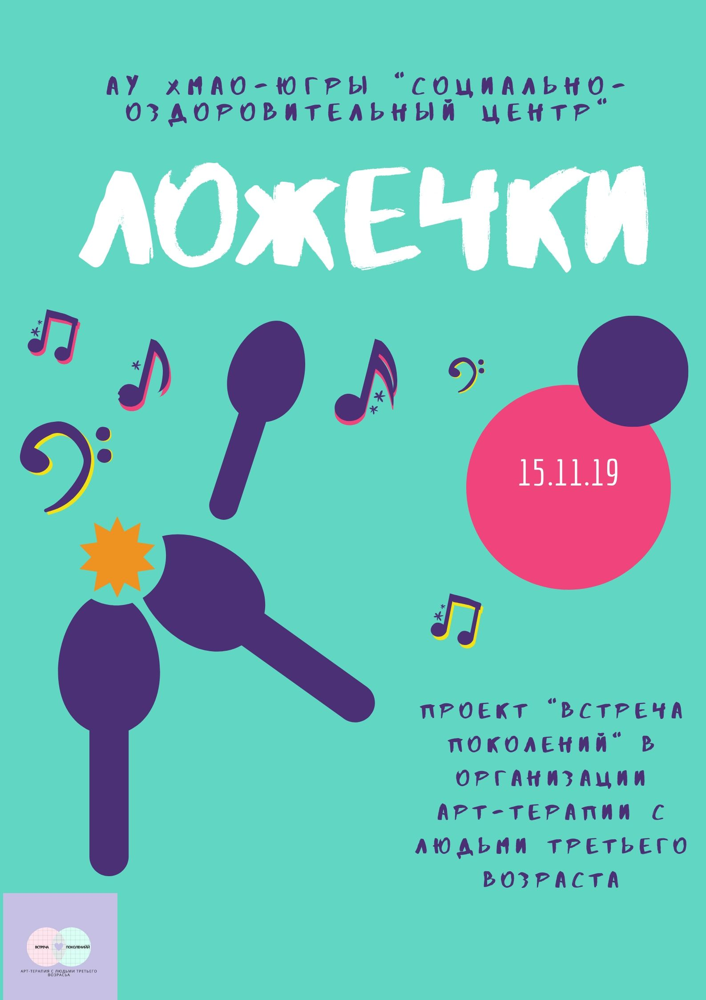 АУ ХМАО-ЮГРЫ "СОЦИАЛЬНО-
ОЗДОРОВИТЕЛЬНЫЙ ЦЕНТР"
ЛОЖЕЧКИ
15.11.19
ПРОЕКТ "ВСТРЕЧА
ПОКОЛЕНИЙ" В
ОРГАНИЗАЦИИ
АРТ-ТЕРАПИИ С
ЛЮДЬМИ ТРЕТЬЕГО
ВОЗРАСТА
ВСТРЕЧА ПОКОЛЕНИЙЙ
АРТ-ТЕРАПИЯ С ЛЮДЬМИ ТРЕТЬЕГО
ВОЗРАСЬА